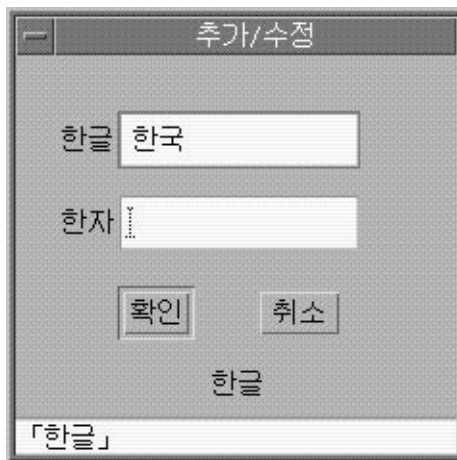 추가/수정
한글 한국
한자
확인 취소
한글
「한글」